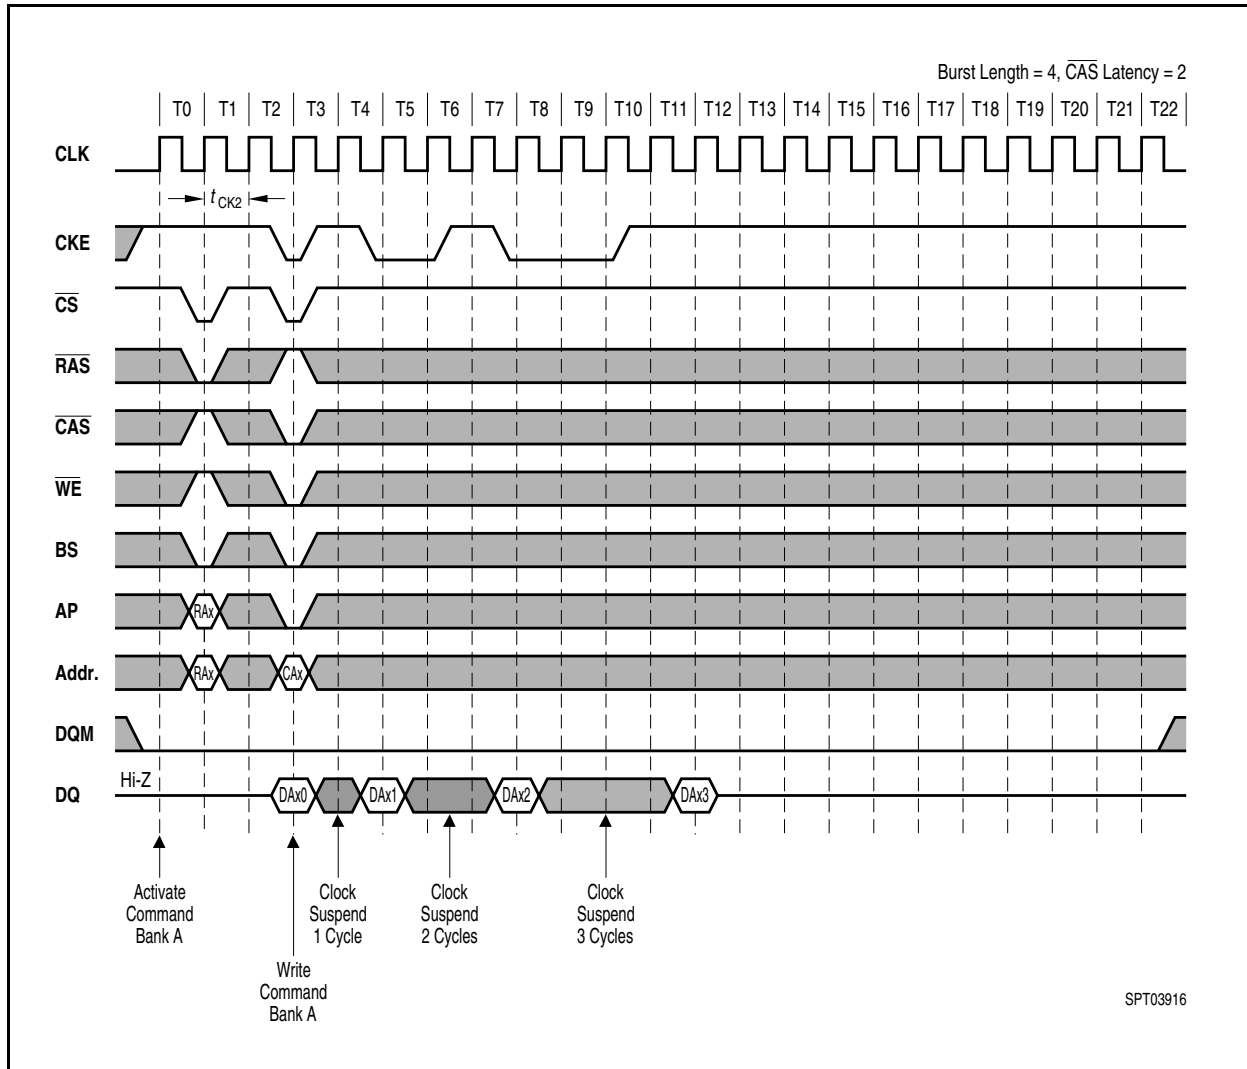 Burst Length = 4, CAS Latency = 2
T0 T1 T2 T3 T4 T5 T6 T7 T8 T9 T10 T11 T12 T13 T14 T15 T16 T17 T18 T19 T20 T21 T22
CLK
t CK2
CKE
CS
RAS
CAS
WE
BS
AP RAx
Addr. RAx CAx
DQM
DQ Hi-Z DAx0 DAx1 DAx2 DAx3
Activate
Command
Bank A
Write
Command
Bank A
Clock
Suspend
1 Cycle
Clock
Suspend
2 Cycles
Clock
Suspend
3 Cycles
SPT03916